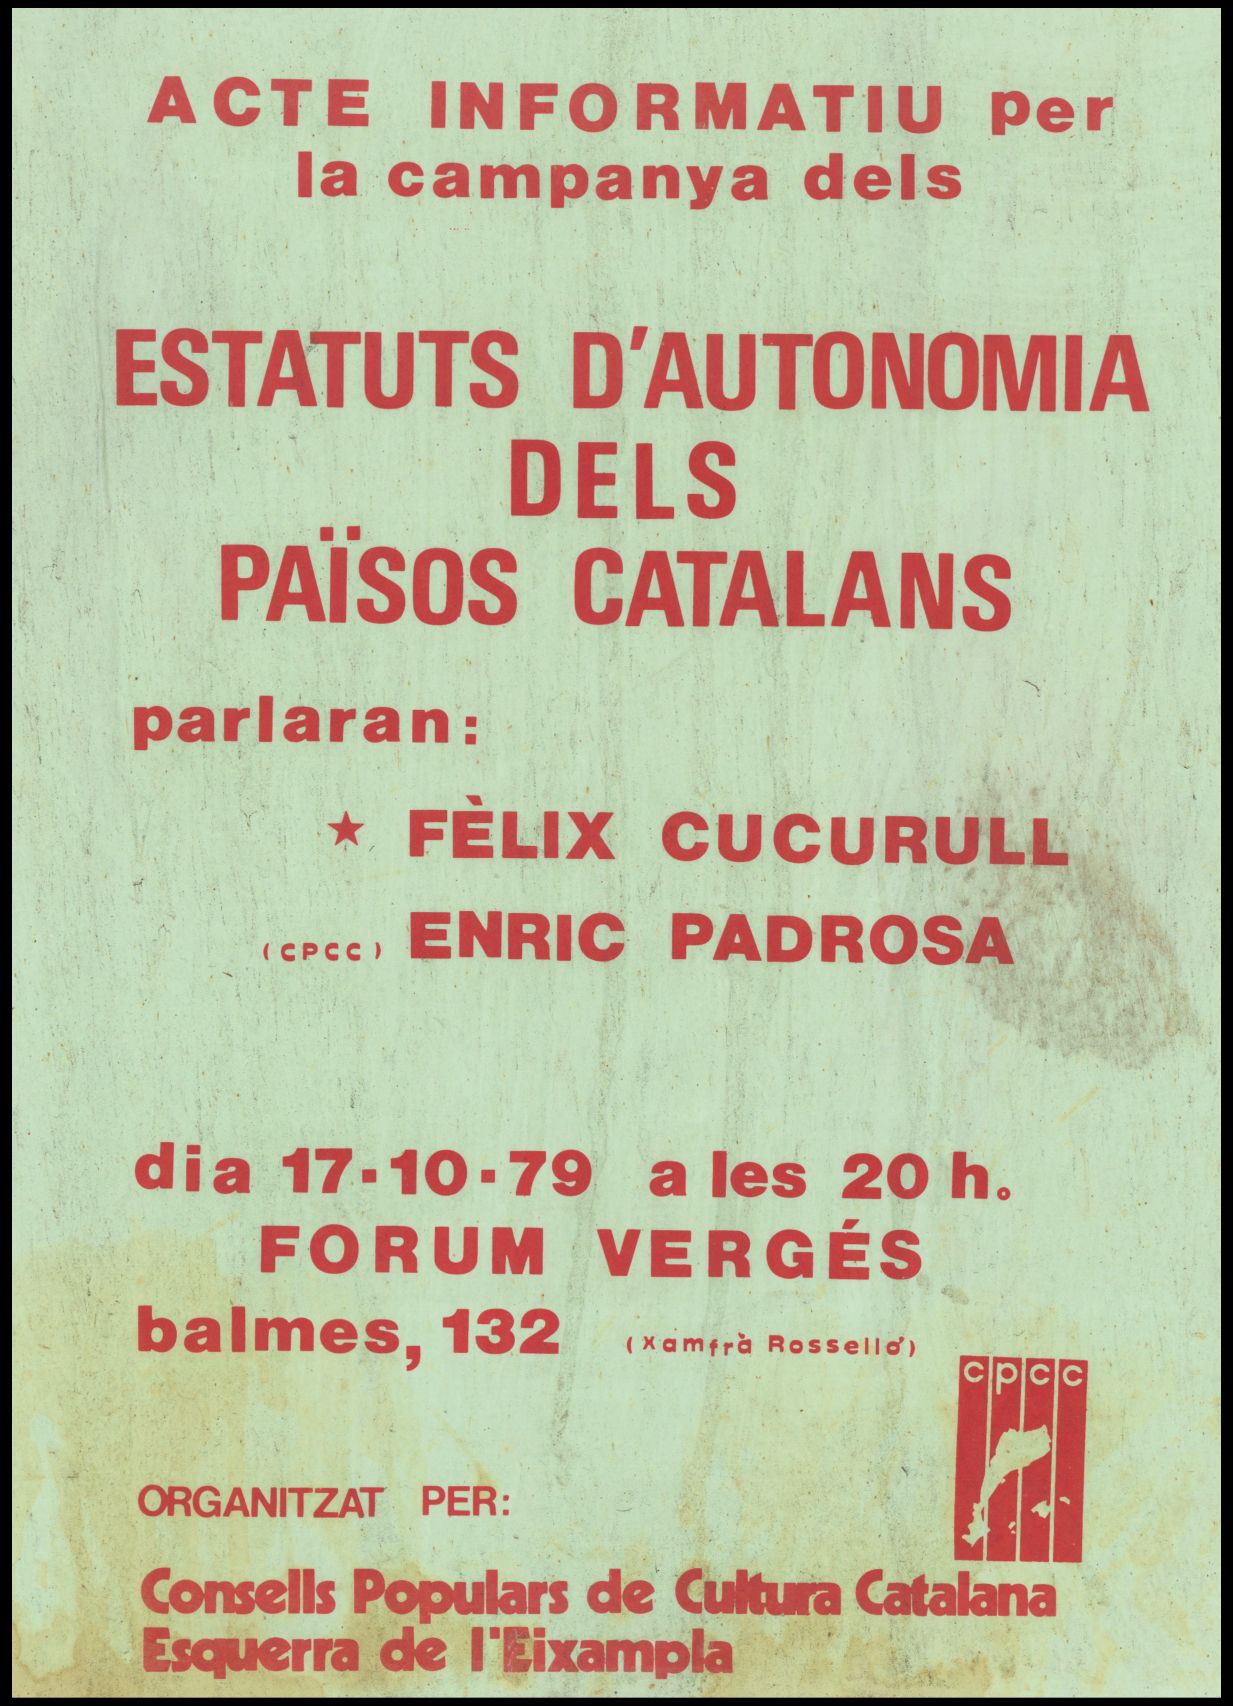 ACTE INFORMATIU per
la campanya dels
ESTATUTS D'AUTONOMIA
DELS
PAÏSOS CATALANS
parlaran:
★ FÈLIX CUCURULL
(CPCC) ENRIC PADROSA
dia 17-10-79 a les 20 h.
FORUM VERGÉS
balmes, 132 (Xamfrà Rosselló)
cpcc
ORGANITZAT PER:
Consells Populars de Cultura Catalana
Esquerra de l'Eixampla